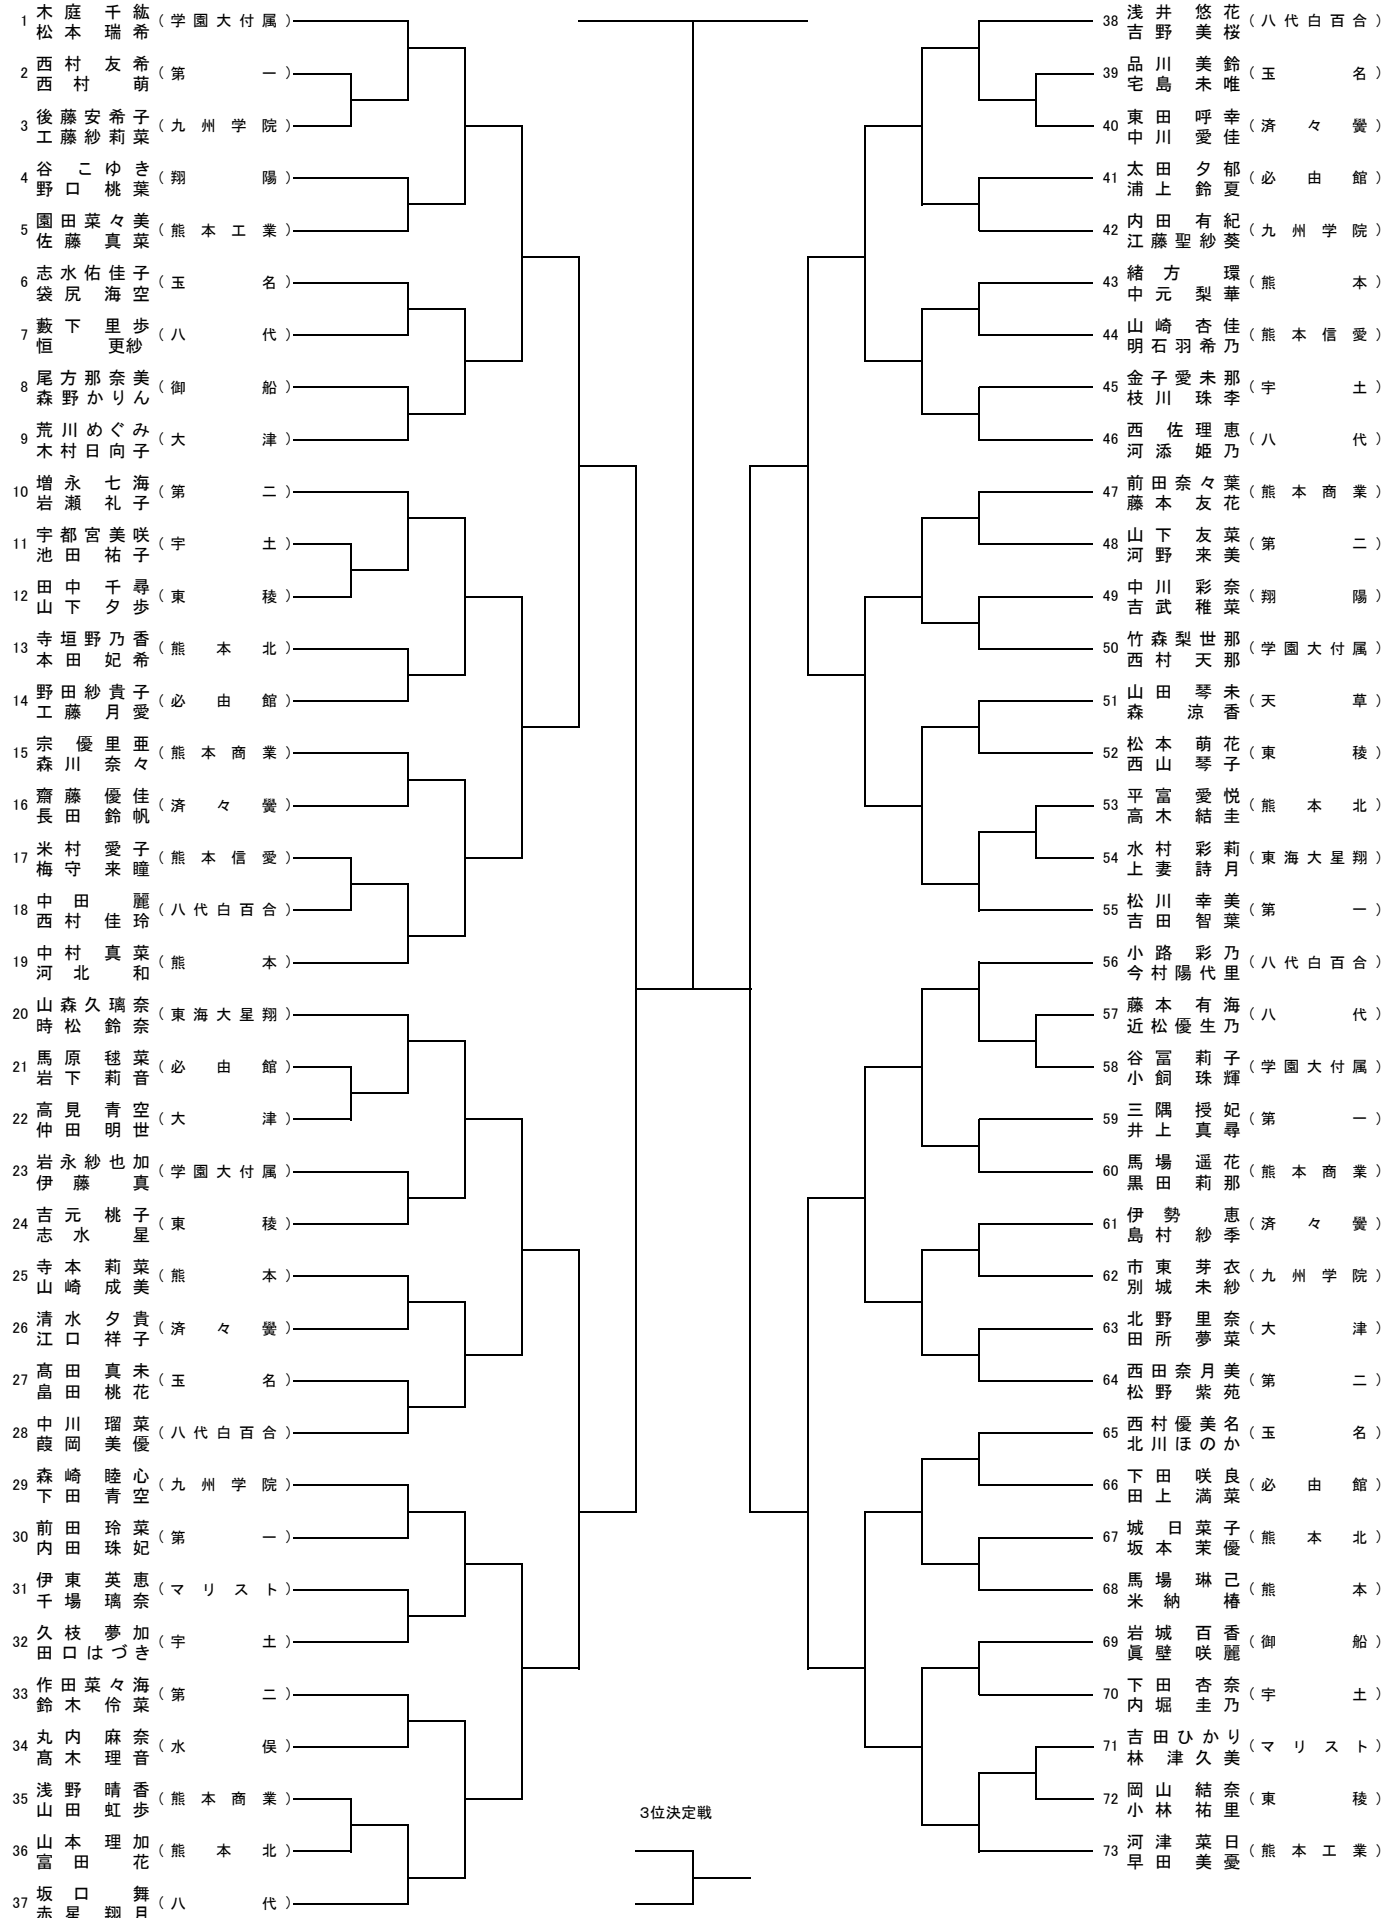 1 木庭 千紘 (学園大付属)
松本 瑞希
2 西村 友希 (第一)
西村 萌
3 後藤安希子 (九州学院)
工藤紗莉菜
4 谷 こゆき (翔陽)
野口 桃葉
5 園田菜々美 (熊本工業)
佐藤 真菜
6 志水佑佳子 (玉名)
袋尻 海空
7 藪下 里歩 (八代)
恒 更紗
8 尾方那奈美 (御船)
森野かりん
9 荒川めぐみ (大津)
木村日向子
10 増永 七海 (第二)
岩瀬 礼子
11 宇都宮美咲 (宇土)
池田 祐子
12 田中 千尋 (東稜)
山下 夕歩
13 寺垣野乃香 (熊本北)
本田 妃希
14 野田紗貴子 (必由館)
工藤 月愛
15 宗 優里亜 (熊本商業)
森川 奈々
16 齋藤 優佳 (済々黌)
長田 鈴帆
17 米村 愛子 (熊本信愛)
梅守 来瞳
18 中田 麗 (八代白百合)
西村 佳玲
19 中村 真菜 (熊本)
河北 和
20 山森久璃奈 (東海大星翔)
時松 鈴奈
21 馬原 毬菜 (必由館)
岩下 莉音
22 高見 青空 (大津)
仲田 明世
23 岩永紗也加 (学園大付属)
伊藤 真
24 吉元 桃子 (東稜)
志水 星
25 寺本 莉菜 (熊本)
山崎 成美
26 清水 夕貴 (済々黌)
江口 祥子
27 髙田 真未 (玉名)
畠田 桃花
28 中川 瑠菜 (八代白百合)
葭岡 美優
29 森崎 睦心 (九州学院)
下田 青空
30 前田 玲菜 (第一)
内田 珠妃
31 伊東 英恵 (マリスト)
千場 璃奈
32 久枝 夢加 (宇土)
田口はづき
33 作田菜々海 (第二)
鈴木 伶菜
34 丸内 麻奈 (水俣)
髙木 理音
35 浅野 晴香 (熊本商業)
山田 虹歩
36 山本 理加 (熊本北)
富田 花
37 坂口 舞 (八代)
赤星 翔月
38 浅井 悠花 (八代白百合)
吉野 美桜
39 品川 美鈴 (玉名)
宅島 未唯
40 東田 呼幸 (済々黌)
中川 愛佳
41 太田 夕郁 (必由館)
浦上 鈴夏
42 内田 有紀 (九州学院)
江藤聖紗葵
43 緒方 環 (熊本)
中元 梨華
44 山崎 杏佳 (熊本信愛)
明石羽希乃
45 金子愛未那 (宇土)
枝川 珠李
46 西 佐理恵 (八代)
河添 姫乃
47 前田奈々葉 (熊本商業)
藤本 友花
48 山下 友菜 (第二)
河野 来美
49 中川 彩奈 (翔陽)
吉武 稚菜
50 竹森梨世那 (学園大付属)
西村 天那
51 山田 琴未 (天草)
森 涼香
52 松本 萌花 (東稜)
西山 琴子
53 平富 愛悦 (熊本北)
高木 結圭
54 水村 彩莉 (東海大星翔)
上妻 詩月
55 松川 幸美 (第一)
吉田 智葉
56 小路 彩乃 (八代白百合)
今村陽代里
57 藤本 有海 (八代)
近松優生乃
58 谷冨 莉子 (学園大付属)
小飼 珠輝
59 三隅 授妃 (第一)
井上 真尋
60 馬場 遥花 (熊本商業)
黒田 莉那
61 伊勢 恵 (済々黌)
島村 紗季
62 市東 芽衣 (九州学院)
別城 未紗
63 北野 里奈 (大津)
田所 夢菜
64 西田奈月美 (第二)
松野 紫苑
65 西村優美名 (玉名)
北川ほのか
66 下田 咲良 (必由館)
田上 満菜
67 城 日菜子 (熊本北)
坂本 茉優
68 馬場 琳己 (熊本)
米納 椿
69 岩城 百香 (御船)
眞壁 咲麗
70 下田 杏奈 (宇土)
内堀 圭乃
71 吉田ひかり (マリスト)
林 津久美
72 岡山 結奈 (東稜)
小林 祐里
73 河津 菜日 (熊本工業)
早田 美憂
3位決定戦